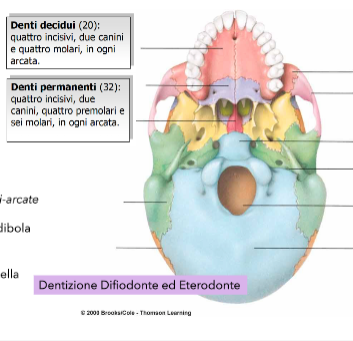 Denti decidui (20):
quattro incisivi, due canini
e quattro molari, in ogni
arcata.
Denti permanenti (32):
quattro incisivi, due
canini, quattro premolari e
sei molari, in ogni arcata.
i-arcate
dibola
ella
Dentizione Difiodonte ed Eterodonte
© 2000 Brooks/Cole - Thomson Learning